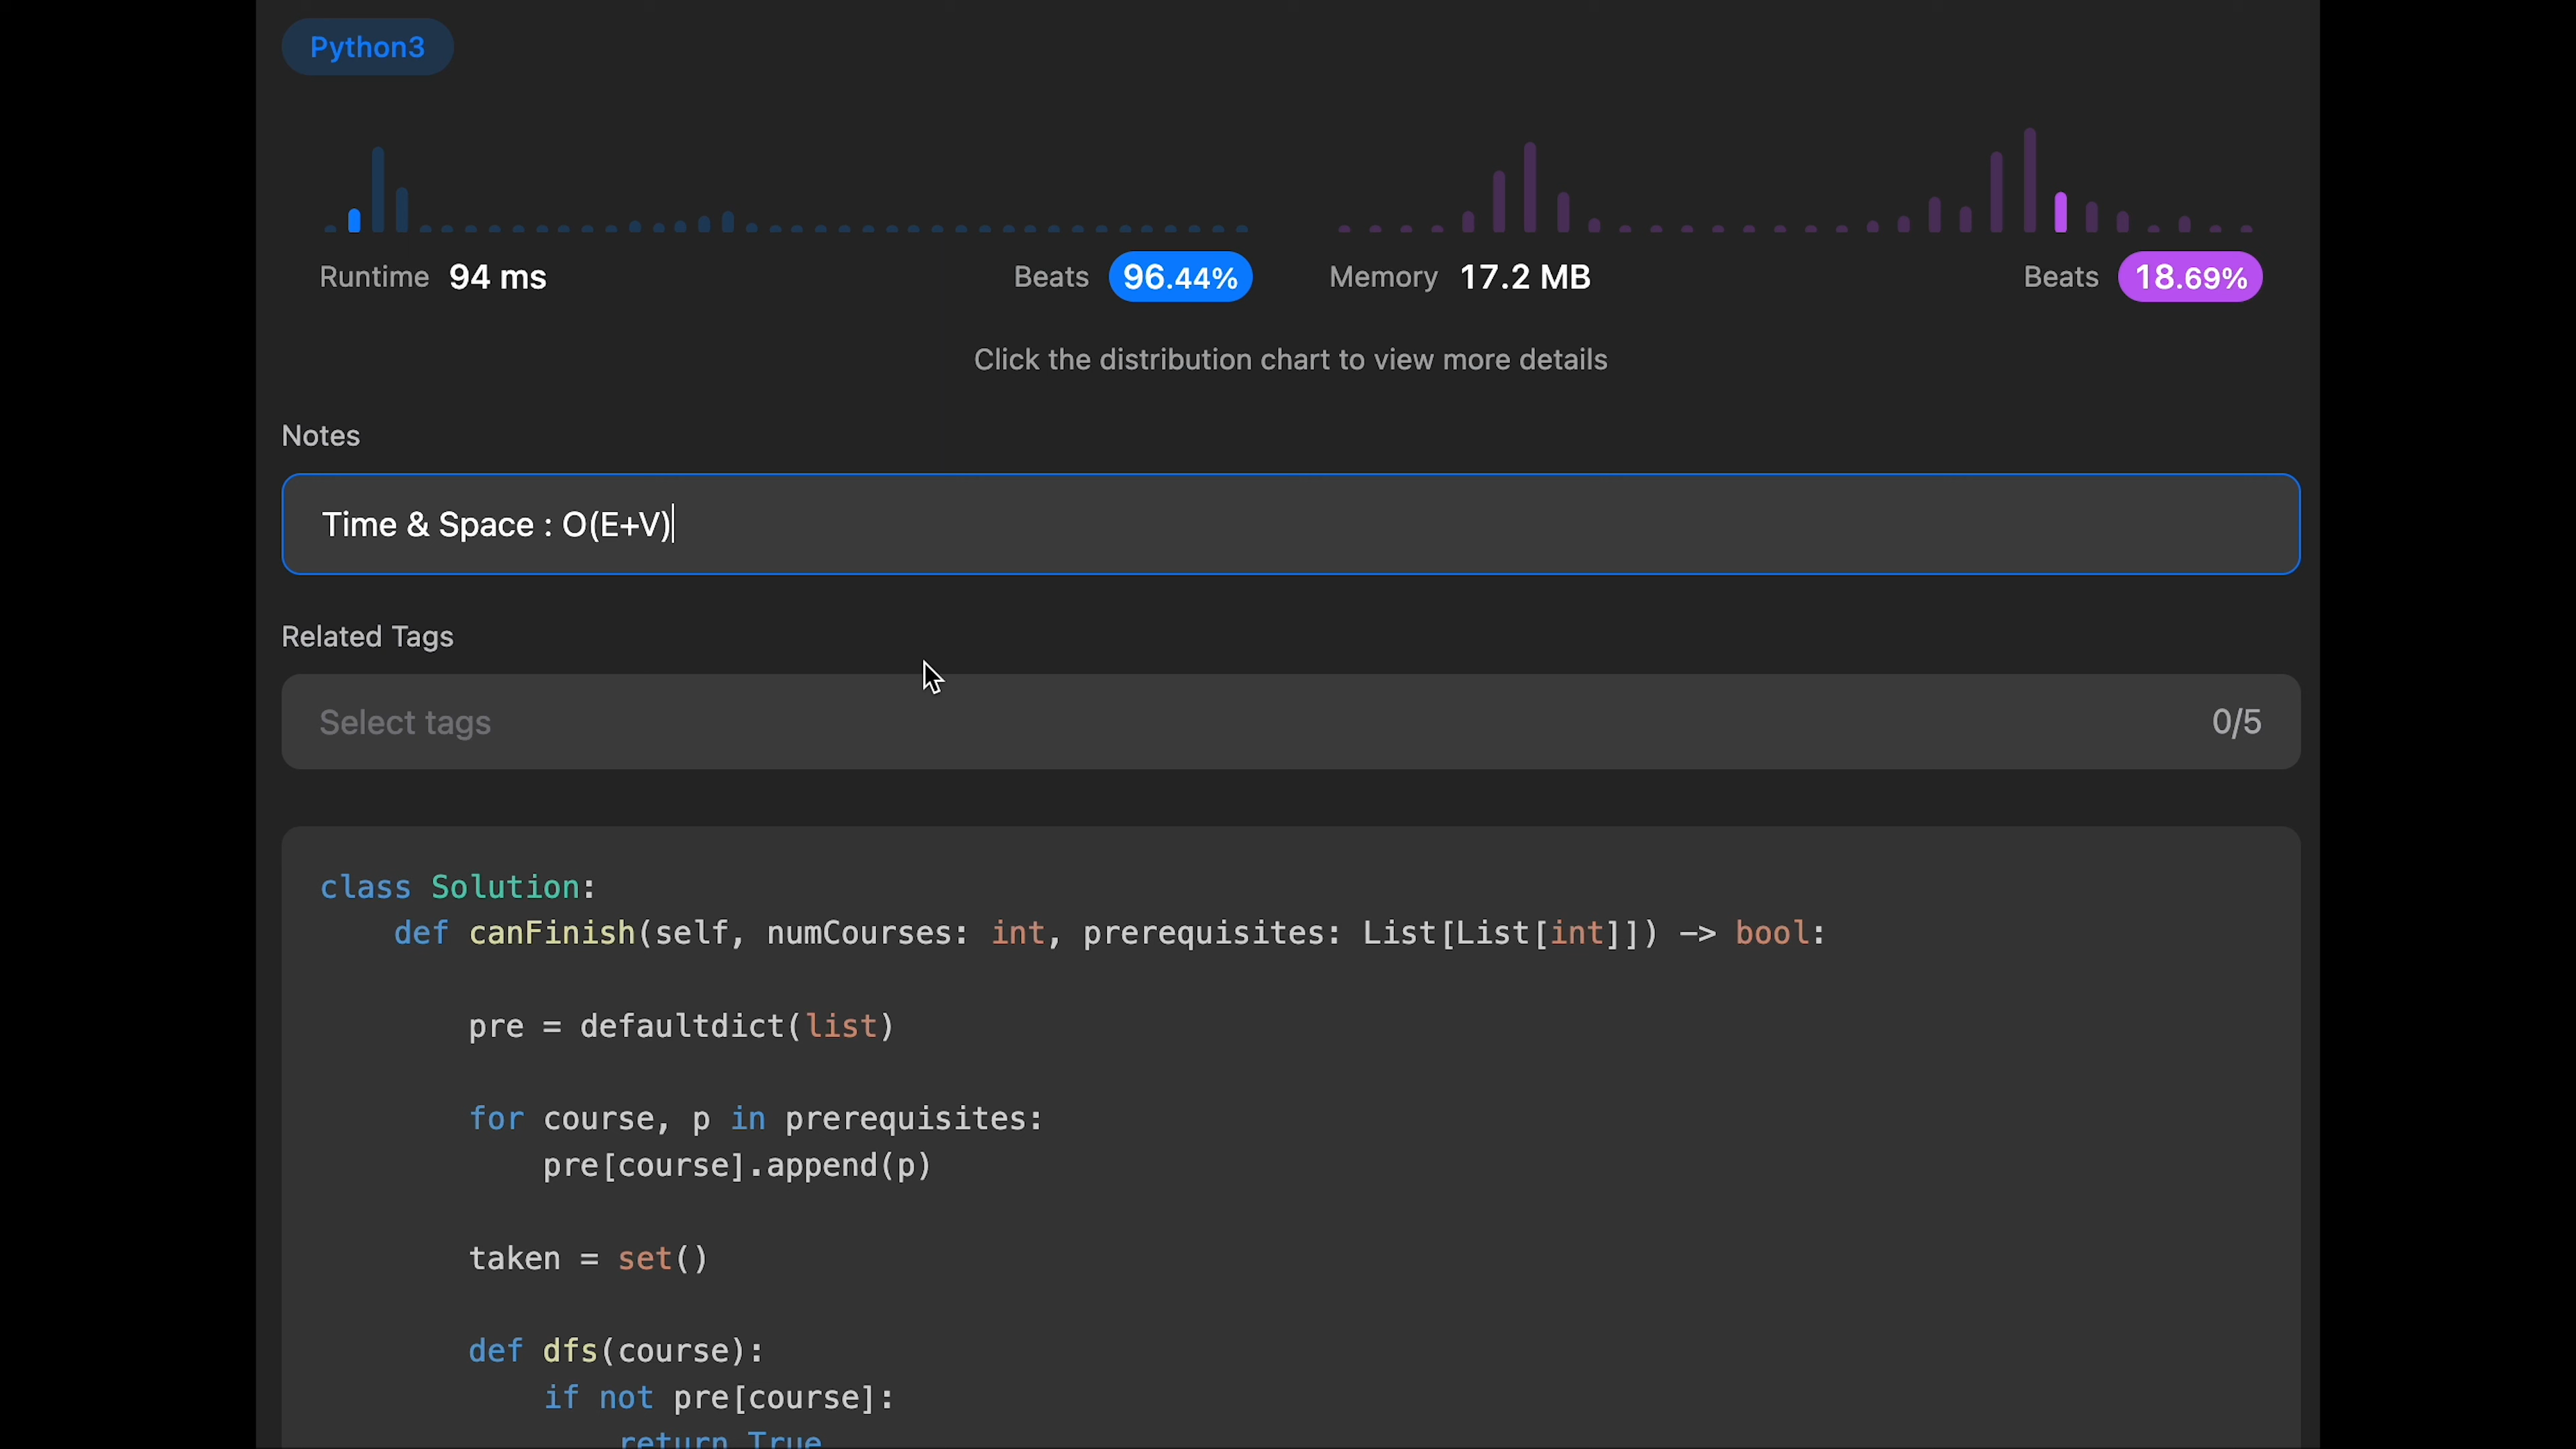 Python3
Runtime 94 ms Beats 96.44% Memory 17.2 MB Beats 18.69%
Click the distribution chart to view more details
Notes
Time & Space : O(E+V)
Related Tags
Select tags 0/5
class Solution:
    def canFinish(self, numCourses: int, prerequisites: List[List[int]]) -> bool:
        pre = defaultdict(list)
        for course, p in prerequisites:
            pre[course].append(p)
        taken = set()
        def dfs(course):
            if not pre[course]:
                return True